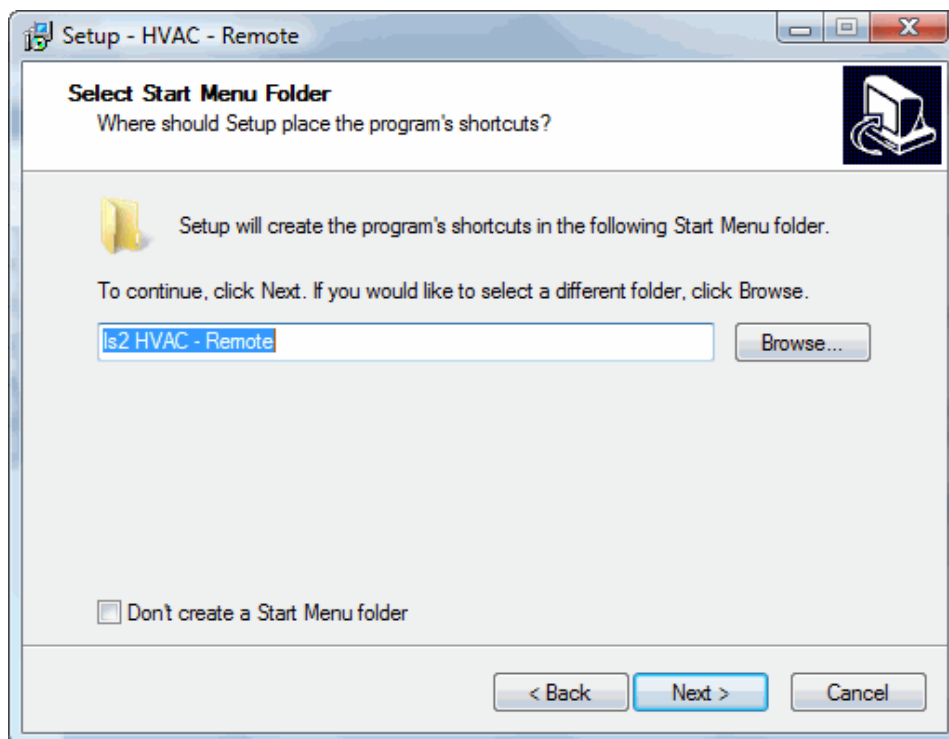 Setup - HVAC - Remote
Select Start Menu Folder
Where should Setup place the program's shortcuts?
Setup will create the program's shortcuts in the following Start Menu folder.
To continue, click Next. If you would like to select a different folder, click Browse.
Is2 HVAC - Remote
Browse...
Don't create a Start Menu folder
< Back
Next >
Cancel